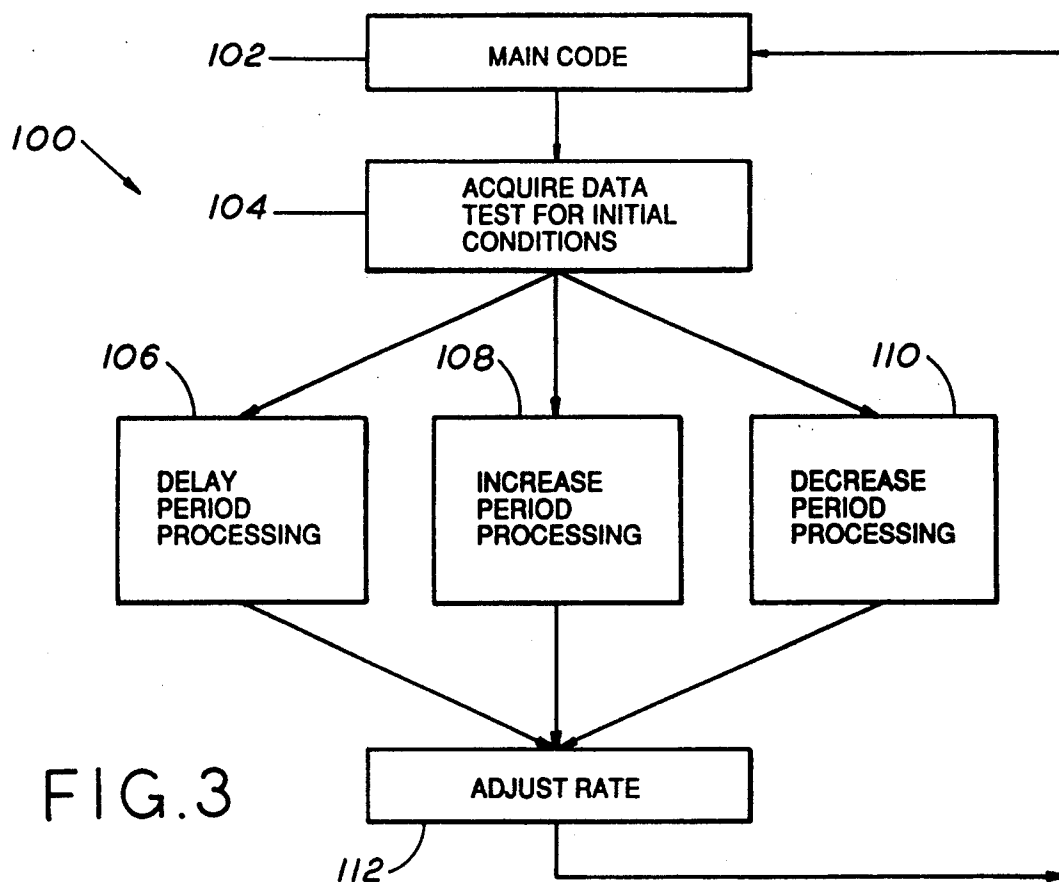 102
MAIN CODE
100
104
ACQUIRE DATA
TEST FOR INITIAL
CONDITIONS
106
108
110
DELAY
PERIOD
PROCESSING
INCREASE
PERIOD
PROCESSING
DECREASE
PERIOD
PROCESSING
FIG.3
ADJUST RATE
112